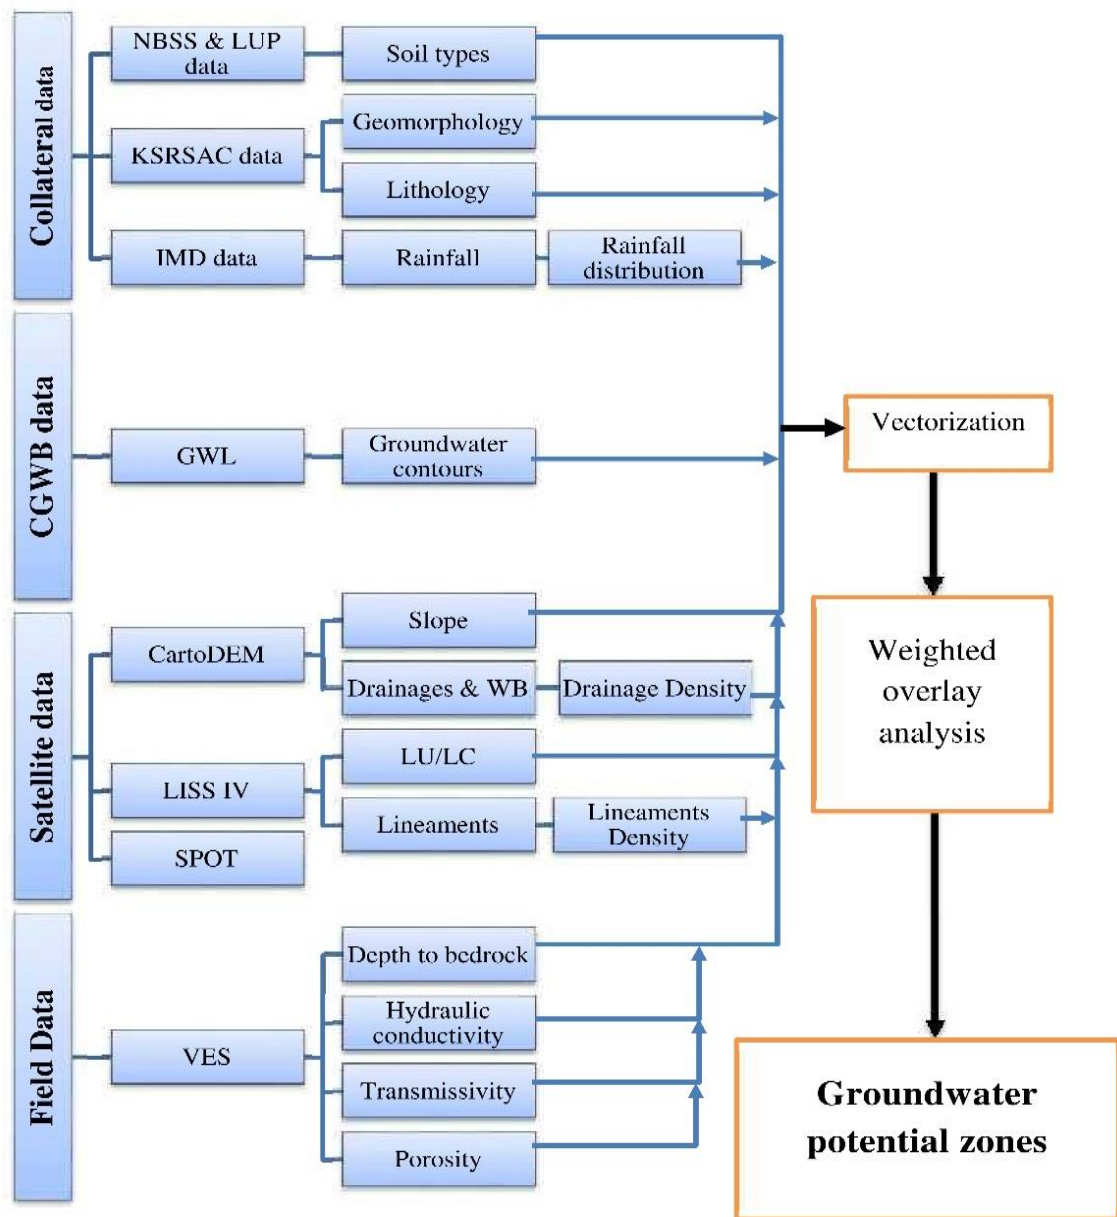 Collateral data
NBSS & LUP
data
Soil types
KSRSAC data
Geomorphology
Lithology
IMD data
Rainfall
Rainfall
distribution
CGWB data
GWL
Groundwater
contours
Satellite data
CartoDEM
Slope
Drainages & WB
Drainage Density
LISS IV
LU/LC
Lineaments
Lineaments
Density
SPOT
Field Data
VES
Depth to bedrock
Hydraulic
conductivity
Transmissivity
Porosity
Vectorization
Weighted
overlay
analysis
Groundwater
potential zones